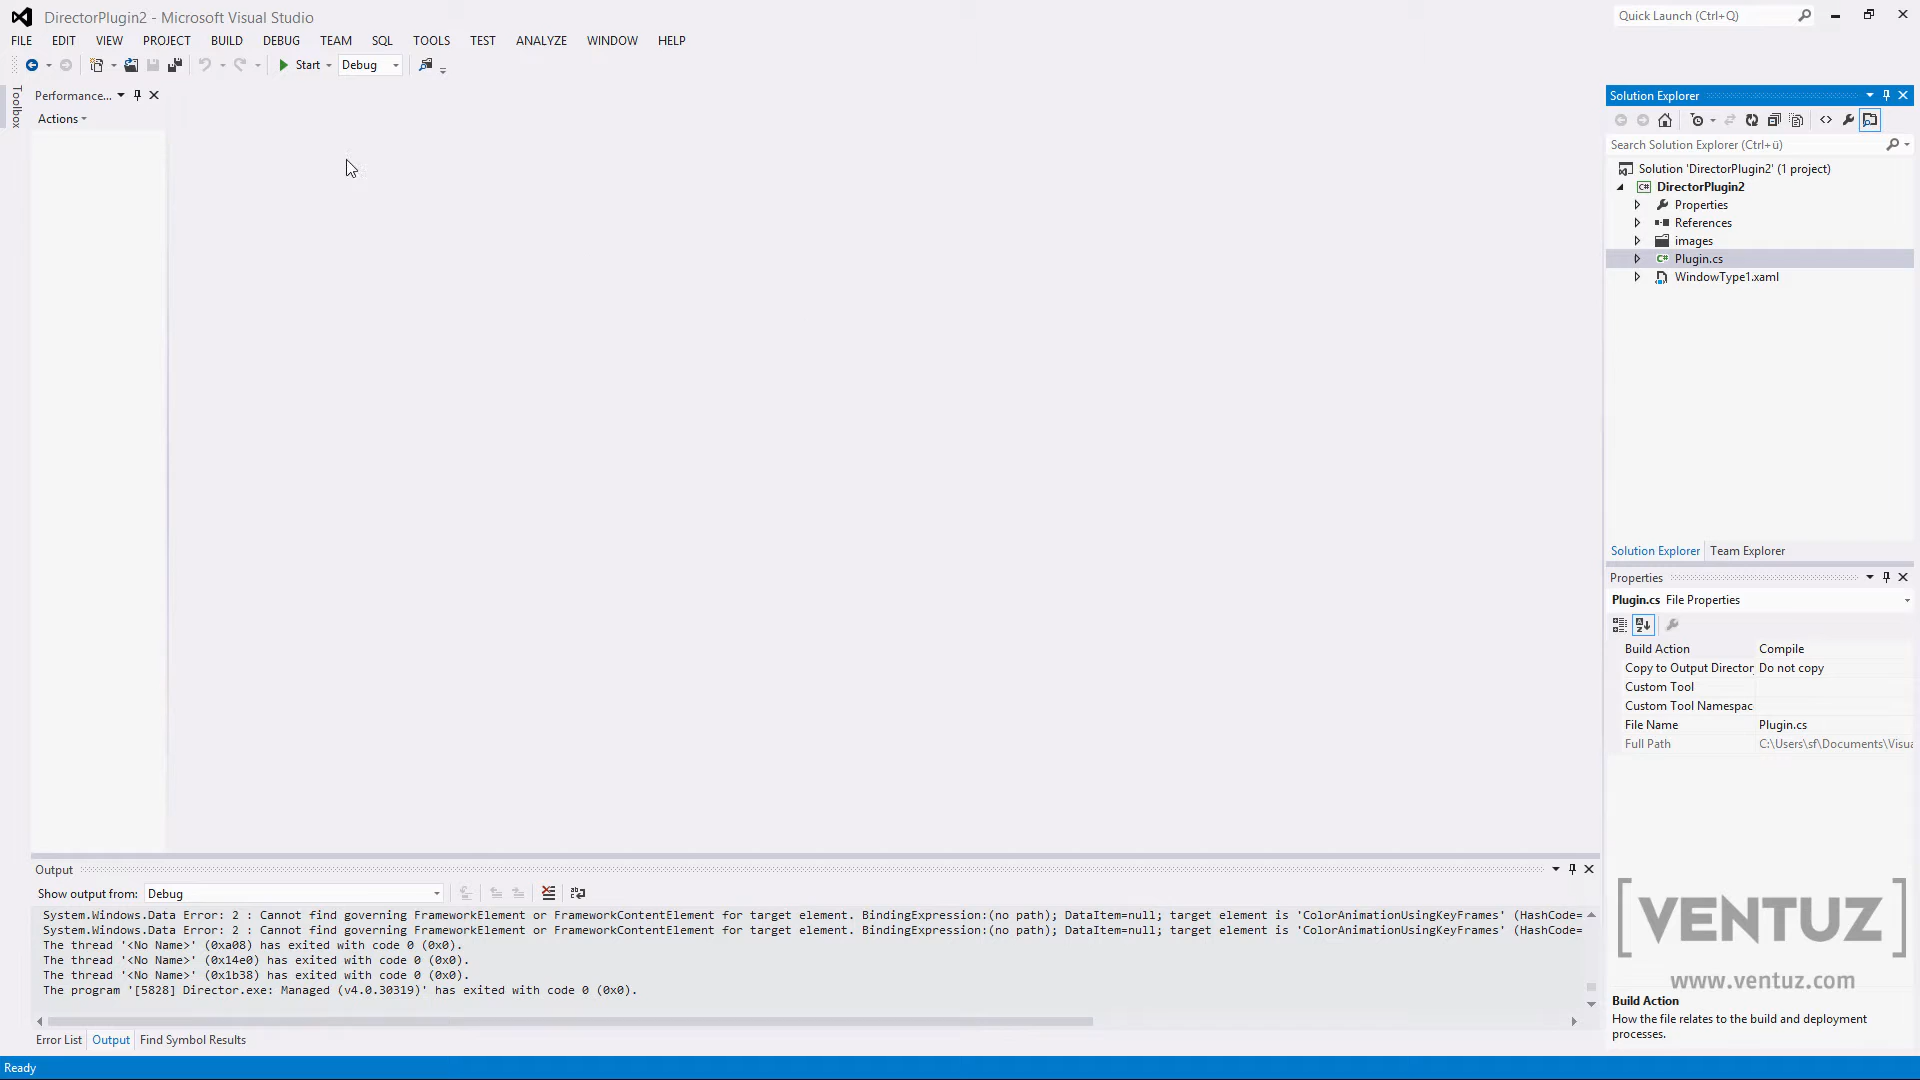 DirectorPlugin2 - Microsoft Visual Studio
Quick Launch (Ctrl+Q)
FILE EDIT VIEW PROJECT BUILD DEBUG TEAM SQL TOOLS TEST ANALYZE WINDOW HELP
Start Debug
Toolbox
Performance...
Actions
Solution Explorer
Search Solution Explorer (Ctrl+ü)
Solution 'DirectorPlugin2' (1 project)
DirectorPlugin2
Properties
References
images
Plugin.cs
WindowType1.xaml
Solution Explorer Team Explorer
Properties
Plugin.cs File Properties
Build Action Compile
Copy to Output Director Do not copy
Custom Tool
Custom Tool Namespac
File Name Plugin.cs
Full Path C:\Users\sf\Documents\Visua
VENTUZ
www.ventuz.com
Build Action
How the file relates to the build and deployment
processes.
Output
Show output from: Debug
System.Windows.Data Error: 2 : Cannot find governing FrameworkElement or FrameworkContentElement for target element. BindingExpression:(no path); DataItem=null; target element is 'ColorAnimationUsingKeyFrames' (HashCode=
System.Windows.Data Error: 2 : Cannot find governing FrameworkElement or FrameworkContentElement for target element. BindingExpression:(no path); DataItem=null; target element is 'ColorAnimationUsingKeyFrames' (HashCode=
The thread '<No Name>' (0xa08) has exited with code 0 (0x0).
The thread '<No Name>' (0x14e0) has exited with code 0 (0x0).
The thread '<No Name>' (0x1b38) has exited with code 0 (0x0).
The program '[5828] Director.exe: Managed (v4.0.30319)' has exited with code 0 (0x0).
Error List Output Find Symbol Results
Ready